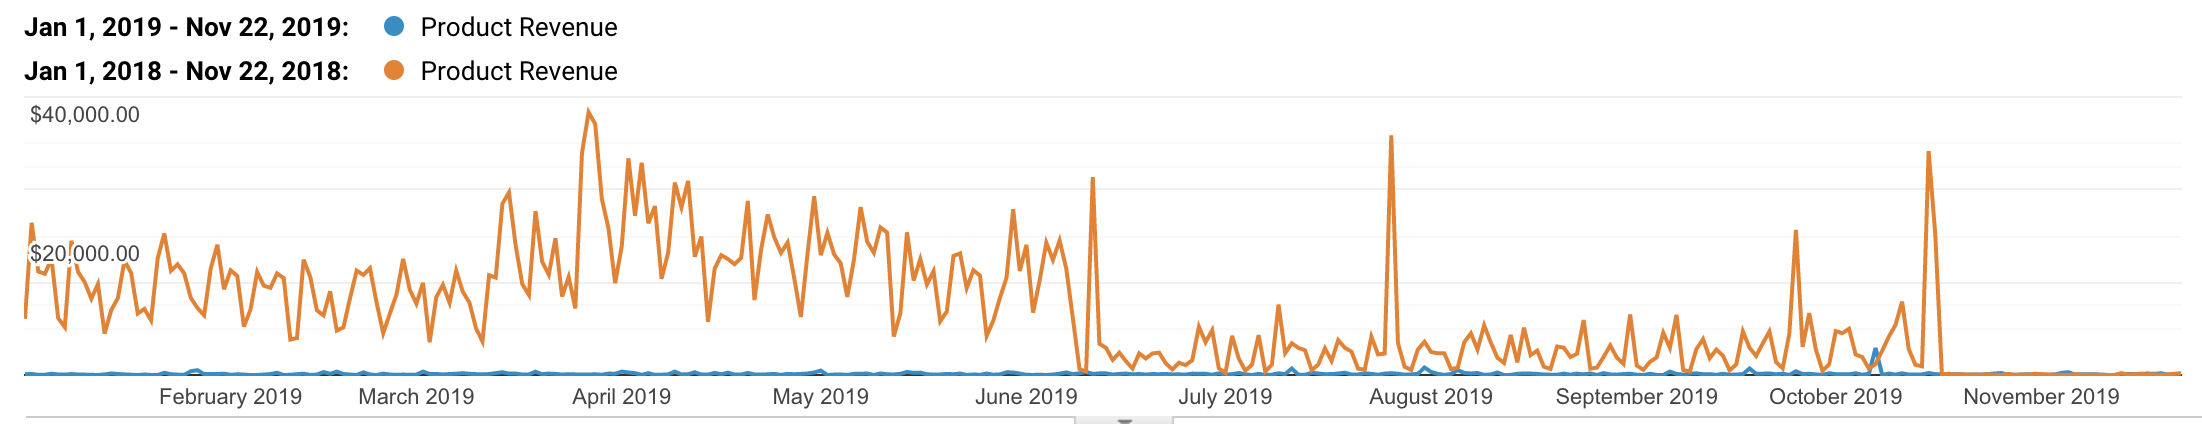 Jan 1, 2019 - Nov 22, 2019: Product Revenue
Jan 1, 2018 - Nov 22, 2018: Product Revenue
$40,000.00
$20,000.00
February 2019 March 2019 April 2019 May 2019 June 2019 July 2019 August 2019 September 2019 October 2019 November 2019